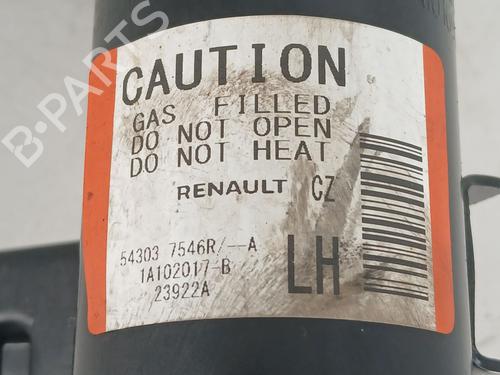 CAUTION
GAS FILLED
DO NOT OPEN
DO NOT HEAT
RENAULT CZ
54303 7546R/--A
1A102017-B
23922A
LH
B-PARTS